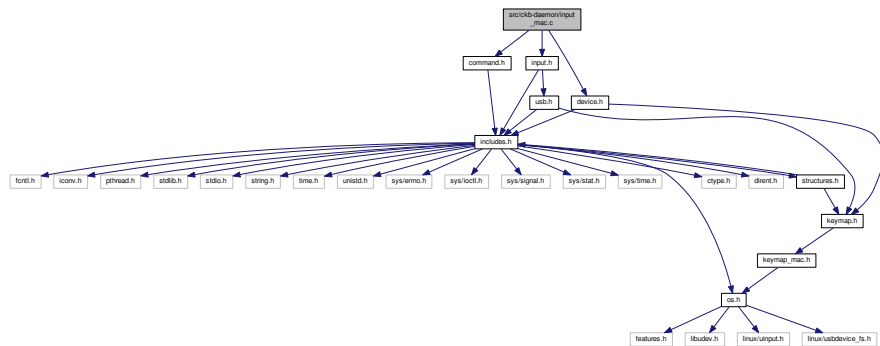 src/ckb-daemon/input
_mac.c
command.h
input.h
usb.h
device.h
includes.h
fcntl.h
iconv.h
pthread.h
stdlib.h
stdio.h
string.h
time.h
unistd.h
sys/errno.h
sys/ioctl.h
sys/signal.h
sys/stat.h
sys/time.h
ctype.h
dirent.h
structures.h
keymap.h
keymap_mac.h
os.h
features.h
libudev.h
linux/uinput.h
linux/usbdevice_fs.h